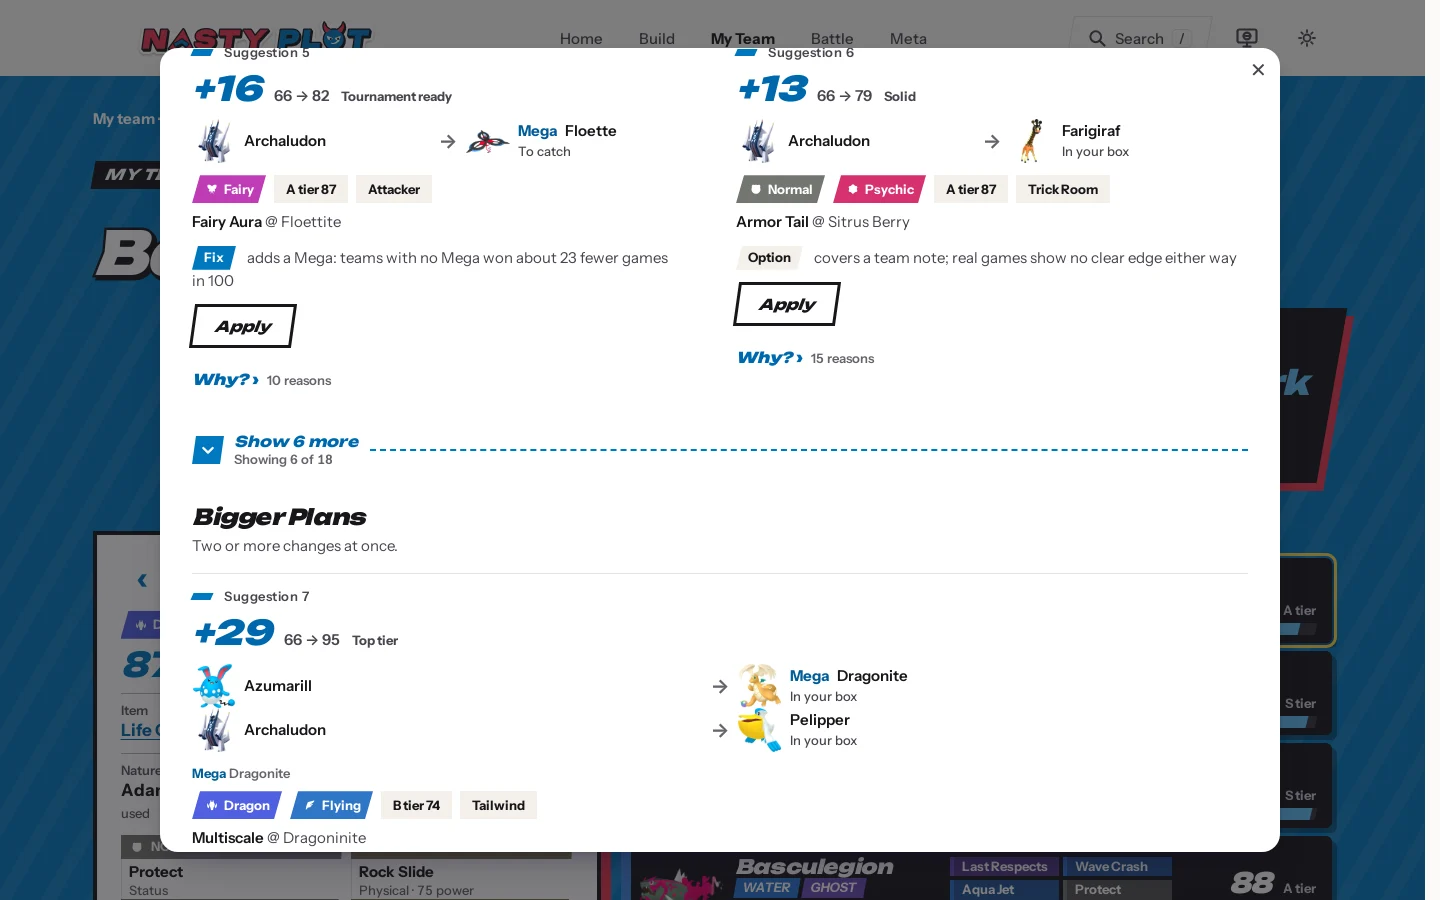 NASTY PLOT
Home
Build
My Team
Battle
Meta
Search
/
My team
MY T
Suggestion 5
+16 66 → 82 Tournament ready
Archaludon → Mega Floette
To catch
Fairy A tier 87 Attacker
Fairy Aura @ Floettite
Fix adds a Mega: teams with no Mega won about 23 fewer games
in 100
Apply
Why? › 10 reasons
Suggestion 6
+13 66 → 79 Solid
Archaludon → Farigiraf
In your box
Normal Psychic A tier 87 Trick Room
Armor Tail @ Sitrus Berry
Option covers a team note; real games show no clear edge either way
Apply
Why? › 15 reasons
Show 6 more
Showing 6 of 18
Bigger Plans
Two or more changes at once.
Suggestion 7
+29 66 → 95 Top tier
Azumarill → Mega Dragonite
In your box
Archaludon → Pelipper
In your box
Mega Dragonite
Dragon Flying B tier 74 Tailwind
Multiscale @ Dragoninite
87
Item
Life
Nature
Adar
used
Protect
Status
Rock Slide
Physical · 75 power
rk
A tier
S tier
S tier
Basculegion
WATER GHOST
Last Respects
Wave Crash
Aqua Jet
Protect
88 A tier